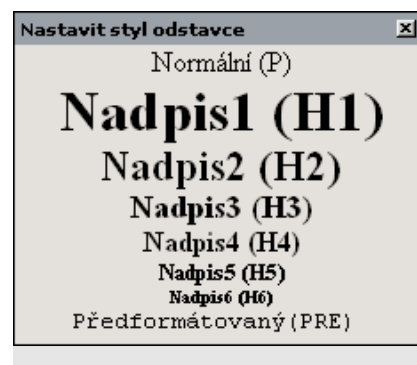 Nastavit styl odstavce
Normální (P)
Nadpis1 (H1)
Nadpis2 (H2)
Nadpis3 (H3)
Nadpis4 (H4)
Nadpis5 (H5)
Nadpis6 (H6)
Předformátovaný(PRE)